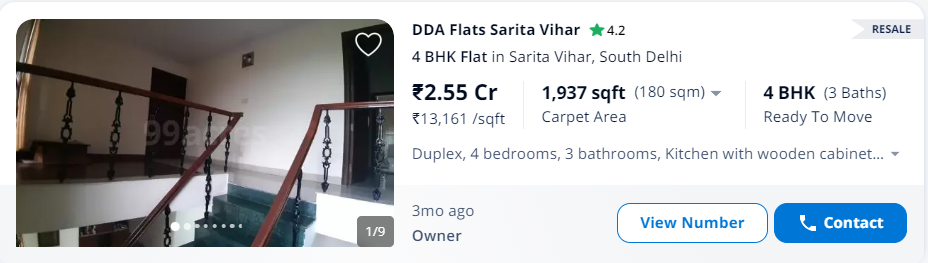 DDA Flats Sarita Vihar 4.2
RESALE
4 BHK Flat in Sarita Vihar, South Delhi
₹2.55 Cr
₹13,161 /sqft
1,937 sqft (180 sqm)
Carpet Area
4 BHK (3 Baths)
Ready To Move
Duplex, 4 bedrooms, 3 bathrooms, Kitchen with wooden cabinet...
99acres
1/9
3mo ago
Owner
View Number
Contact